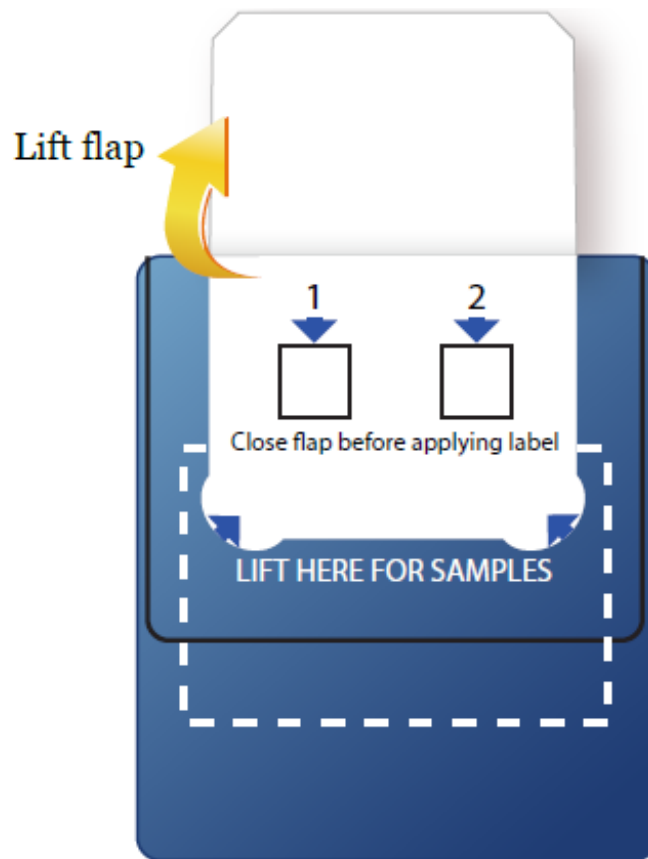 Lift flap
1 2
Close flap before applying label
LIFT HERE FOR SAMPLES